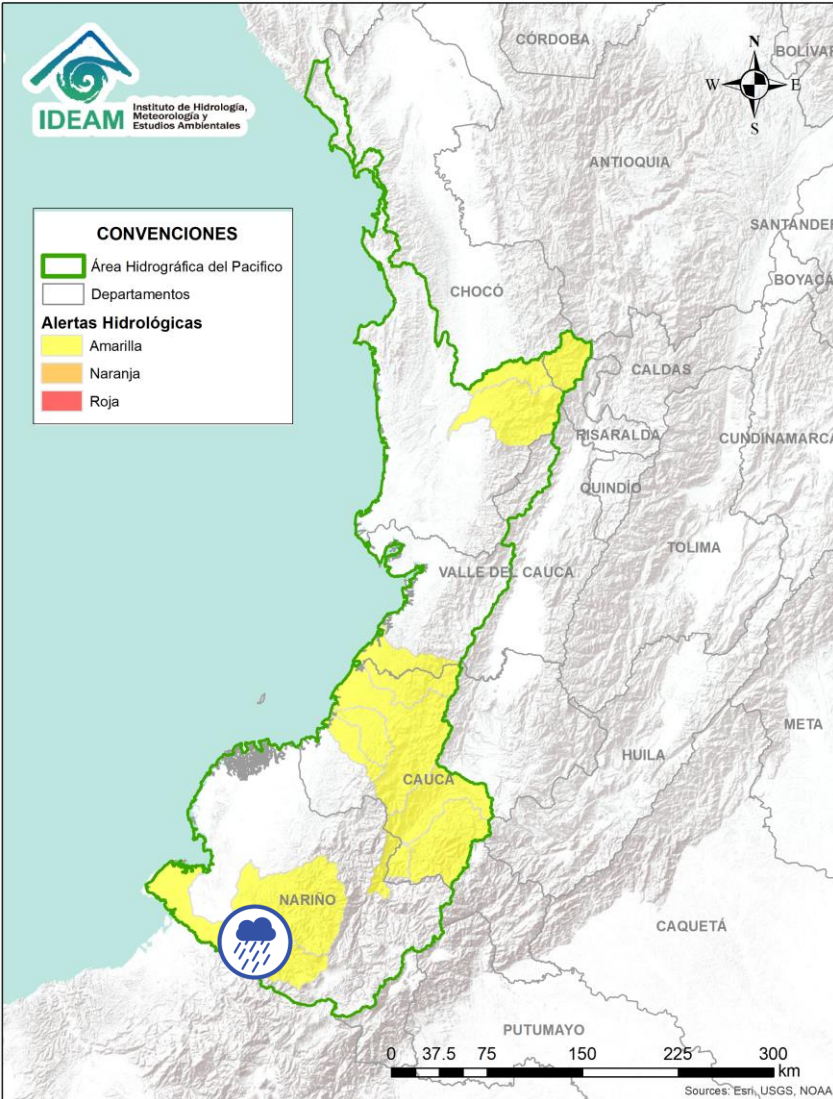 IDEAM
Instituto de Hidrología,
Meteorología y
Estudios Ambientales
N
W
E
S
CÓRDOBA
BOLÍVAR
ANTIOQUIA
SANTANDER
BOYACÁ
CONVENCIONES
Área Hidrográfica del Pacifico
Departamentos
Alertas Hidrológicas
Amarilla
Naranja
Roja
CHOCÓ
CALDAS
RISARALDA
CUNDINAMARCA
QUINDÍO
TOLIMA
VALLE DEL CAUCA
META
HUILA
CAUCA
NARIÑO
CAQUETÁ
PUTUMAYO
0 37.5 75 150 225 300
km
Sources: Esri, USGS, NOAA